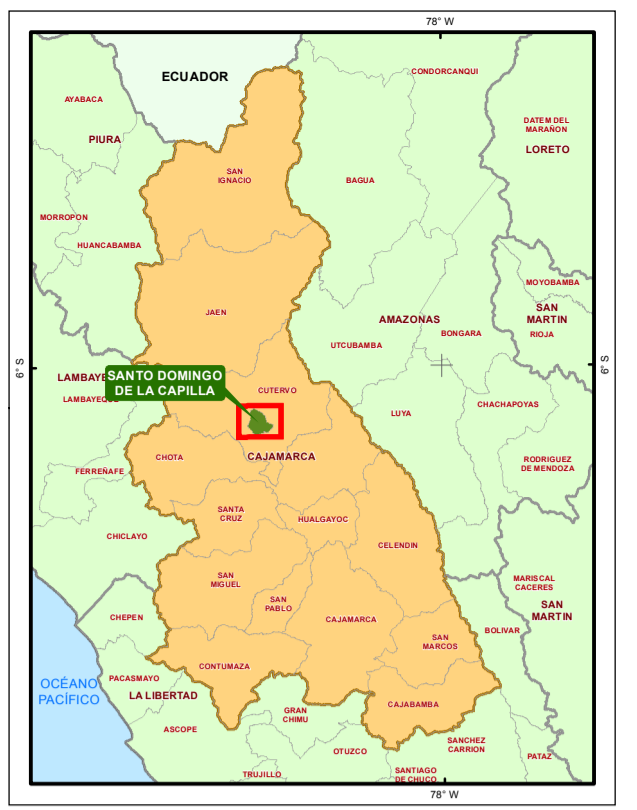 78° W
ECUADOR
CONDORCANQUI
AYABACA
DATEM DEL
MARAÑON
PIURA
LORETO
SAN
IGNACIO
BAGUA
MORROPON
HUANCABAMBA
MOYOBAMBA
SAN
MARTIN
JAEN
AMAZONAS
BONGARA
RIOJA
UTCUBAMBA
6° S
6° S
LAMBAYE
SANTO DOMINGO
DE LA CAPILLA
LAMBAYEQUE
CUTERVO
LUYA
CHACHAPOYAS
CHOTA
CAJAMARCA
FERREÑAFE
RODRIGUEZ
DE MENDOZA
SANTA
CRUZ
HUALGAYOC
CHICLAYO
CELENDIN
SAN
MIGUEL
MARISCAL
CACERES
SAN
PABLO
SAN
MARTIN
CHEPEN
CAJAMARCA
BOLIVAR
SAN
MARCOS
CONTUMAZA
OCÉANO
PACÍFICO
PACASMAYO
LA LIBERTAD
CAJABAMBA
GRAN
CHIMU
ASCOPE
OTUZCO
SANCHEZ
CARRION
PATAZ
TRUJILLO
SANTIAGO
DE CHUCO
78° W